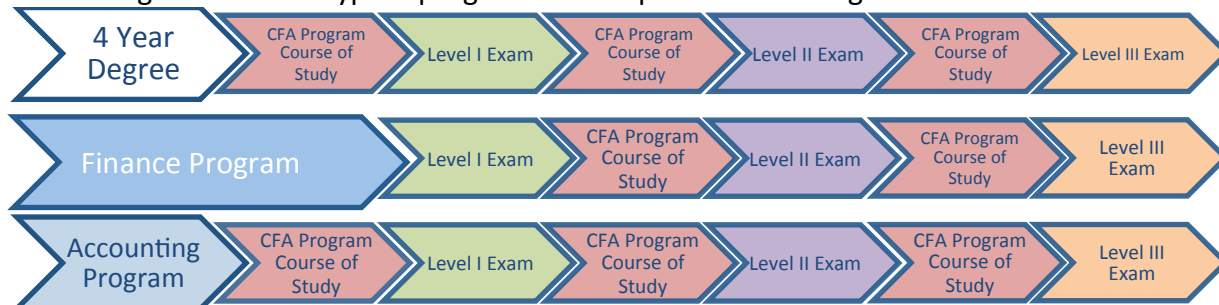 4 Year
Degree
CFA Program
Course of
Study
Level I Exam
CFA Program
Course of
Study
Level II Exam
CFA Program
Course of
Study
Level III Exam
Finance Program
Level I Exam
CFA Program
Course of
Study
Level II Exam
CFA Program
Course of
Study
Level III
Exam
Accounting
Program
CFA Program
Course of
Study
Level I Exam
CFA Program
Course of
Study
Level II Exam
CFA Program
Course of
Study
Level III
Exam